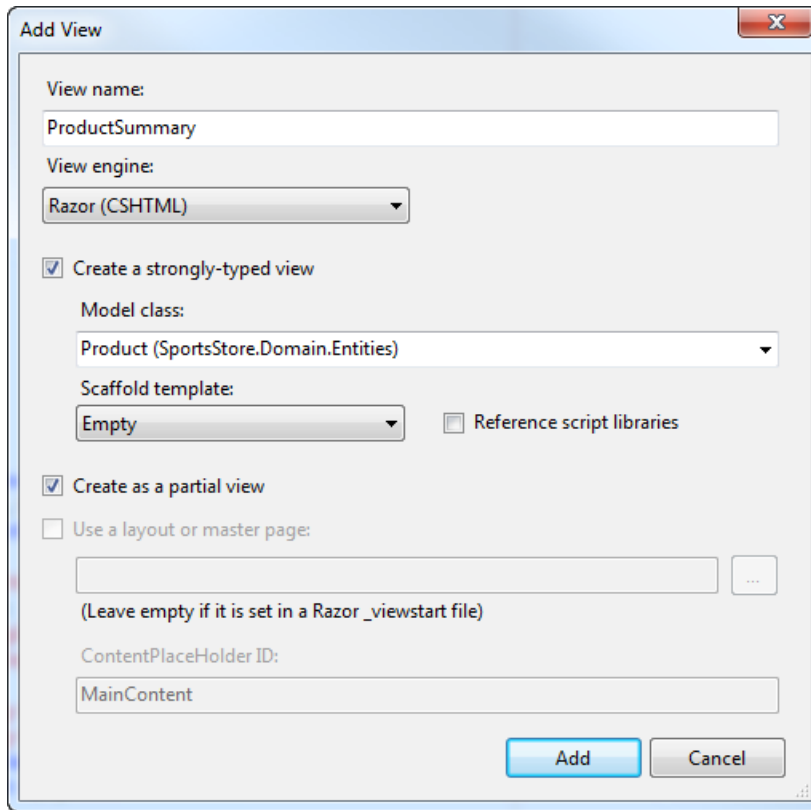 Add View
View name:
ProductSummary
View engine:
Razor (CSHTML)
Create a strongly-typed view
Model class:
Product (SportsStore.Domain.Entities)
Scaffold template:
Empty
Reference script libraries
Create as a partial view
Use a layout or master page:
...
(Leave empty if it is set in a Razor _viewstart file)
ContentPlaceHolder ID:
MainContent
Add
Cancel